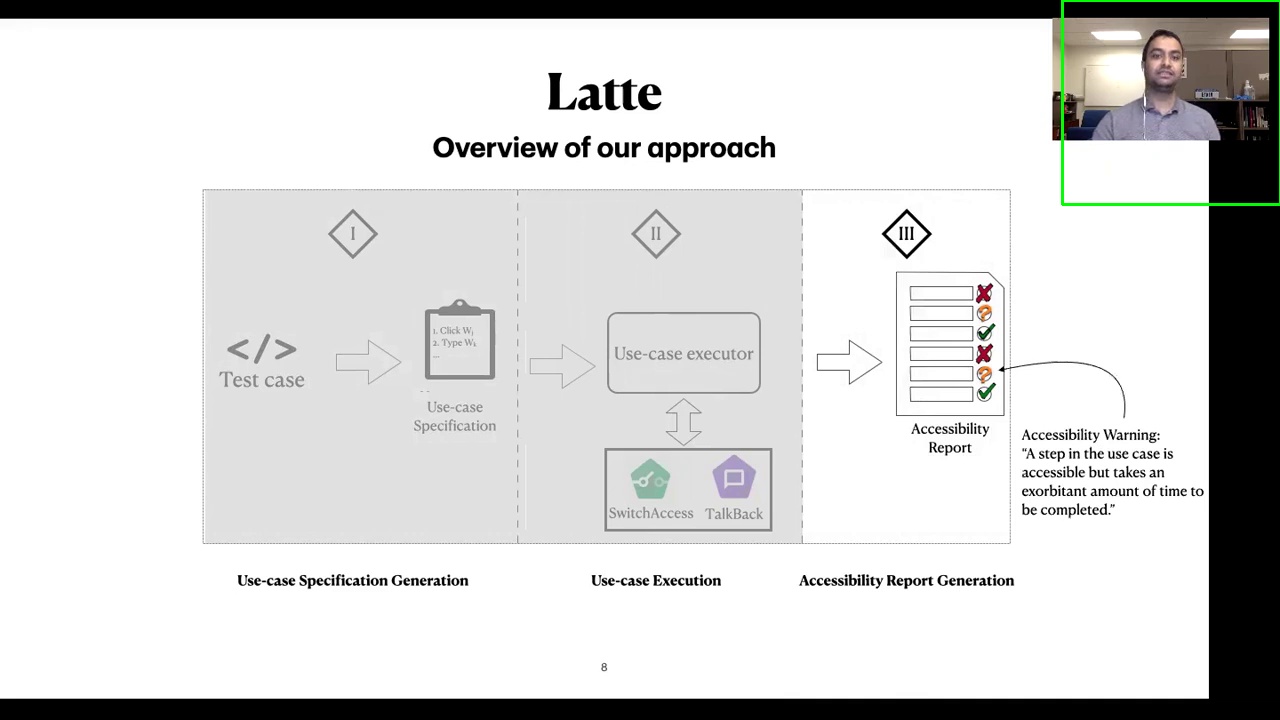 Latte
Overview of our approach
I
II
III
</>
Test case
1. Click Wj
2. Type Wk
...
Use-case
Specification
Use-case executor
SwitchAccess
TalkBack
Accessibility
Report
Accessibility Warning:
“A step in the use case is
accessible but takes an
exorbitant amount of time to
be completed.”
Use-case Specification Generation
Use-case Execution
Accessibility Report Generation
8